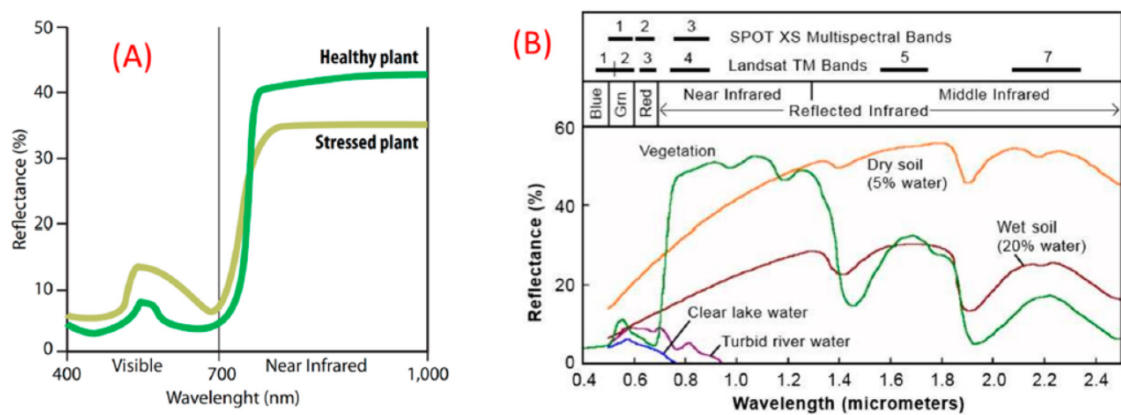 (A)
50
40
30
20
10
0
Reflectance (%)
Healthy plant
Stressed plant
400
700
1,000
Visible
Near Infrared
Wavelenght (nm)
(B)
1 2 3
SPOT XS Multispectral Bands
1 2 3 4 5 7
Landsat TM Bands
Blue
Grn
Red
Near Infrared
Middle Infrared
Reflected Infrared
60
40
20
0
Reflectance (%)
Vegetation
Dry soil
(5% water)
Wet soil
(20% water)
Clear lake water
Turbid river water
0.4 0.6 0.8 1.0 1.2 1.4 1.6 1.8 2.0 2.2 2.4
Wavelength (micrometers)